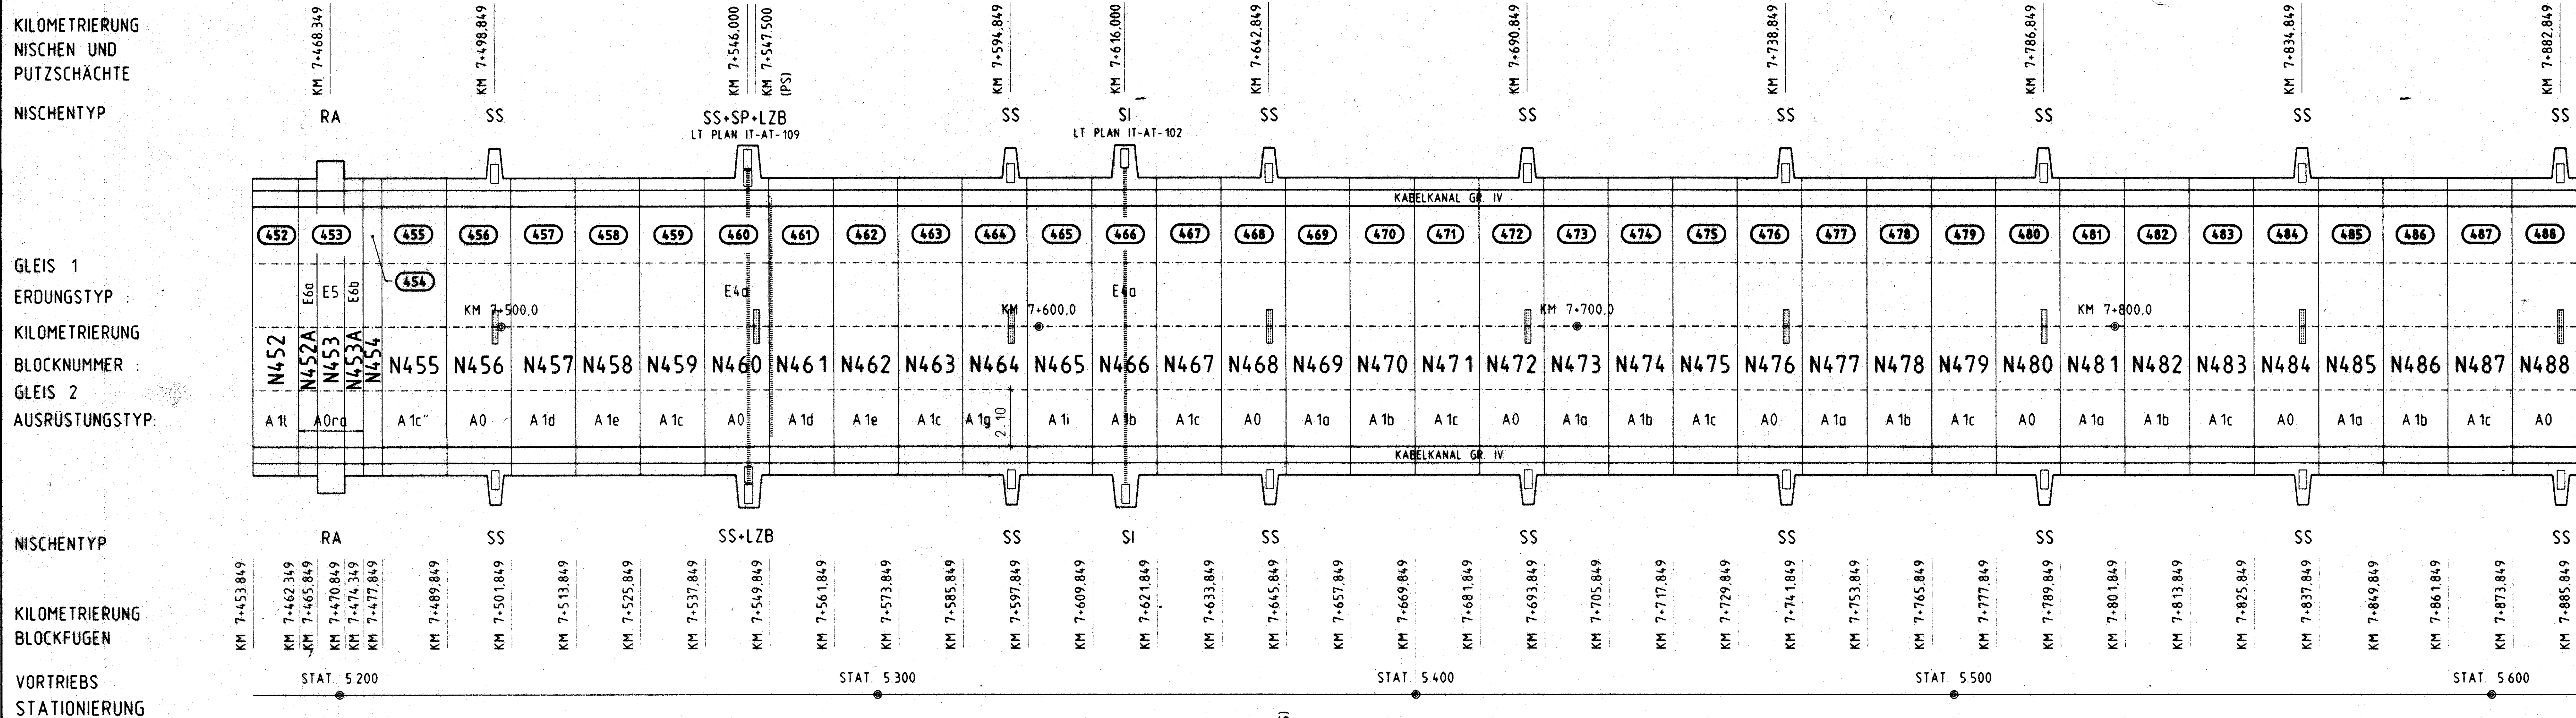 KILOMETRIERUNG
NISCHEN UND
PUTZSCHÄCHTE
KM 7+468.349
KM 7+498.849
KM 7+546.000
KM 7+547.500
(PS)
KM 7+594.849
KM 7+616.000
KM 7+642.849
KM 7+690.849
KM 7+738.849
KM 7+786.849
KM 7+834.849
KM 7+882.849
NISCHENTYP RA SS SS+SP+LZB SS SI SS SS SS SS SS SS
LT PLAN IT-AT-109 LT PLAN IT-AT-102
KABELKANAL GR. IV
452 453 455 456 457 458 459 460 461 462 463 464 465 466 467 468 469 470 471 472 473 474 475 476 477 478 479 480 481 482 483 484 485 486 487 488
GLEIS 1
454
ERDUNGSTYP : E6a E5 E6b E4a E4a
KM 7+500.0 KM 7+600.0 KM 7+700.0 KM 7+800.0
KILOMETRIERUNG
BLOCKNUMMER : N452 N452A N453 N453A N454 N455 N456 N457 N458 N459 N460 N461 N462 N463 N464 N465 N466 N467 N468 N469 N470 N471 N472 N473 N474 N475 N476 N477 N478 N479 N480 N481 N482 N483 N484 N485 N486 N487 N488
GLEIS 2
AUSRÜSTUNGSTYP: A1l A0ra A1c" A0 A1d A1e A1c A0 A1d A1e A1c A1g 2.10 A1i A1b A1c A0 A1a A1b A1c A0 A1a A1b A1c A0 A1a A1b A1c A0 A1a A1b A1c A0 A1a A1b A1c A0
KABELKANAL GR. IV
NISCHENTYP RA SS SS+LZB SS SI SS SS SS SS SS SS
KILOMETRIERUNG
BLOCKFUGEN
KM 7+453.849
KM 7+462.349
KM 7+465.849
KM 7+470.849
KM 7+474.349
KM 7+477.849
KM 7+489.849
KM 7+501.849
KM 7+513.849
KM 7+525.849
KM 7+537.849
KM 7+549.849
KM 7+561.849
KM 7+573.849
KM 7+585.849
KM 7+597.849
KM 7+609.849
KM 7+621.849
KM 7+633.849
KM 7+645.849
KM 7+657.849
KM 7+669.849
KM 7+681.849
KM 7+693.849
KM 7+705.849
KM 7+717.849
KM 7+729.849
KM 7+741.849
KM 7+753.849
KM 7+765.849
KM 7+777.849
KM 7+789.849
KM 7+801.849
KM 7+813.849
KM 7+825.849
KM 7+837.849
KM 7+849.849
KM 7+861.849
KM 7+873.849
KM 7+885.849
VORTRIEBS
STATIONIERUNG
STAT. 5.200 STAT. 5.300 STAT. 5.400 STAT. 5.500 STAT. 5.600